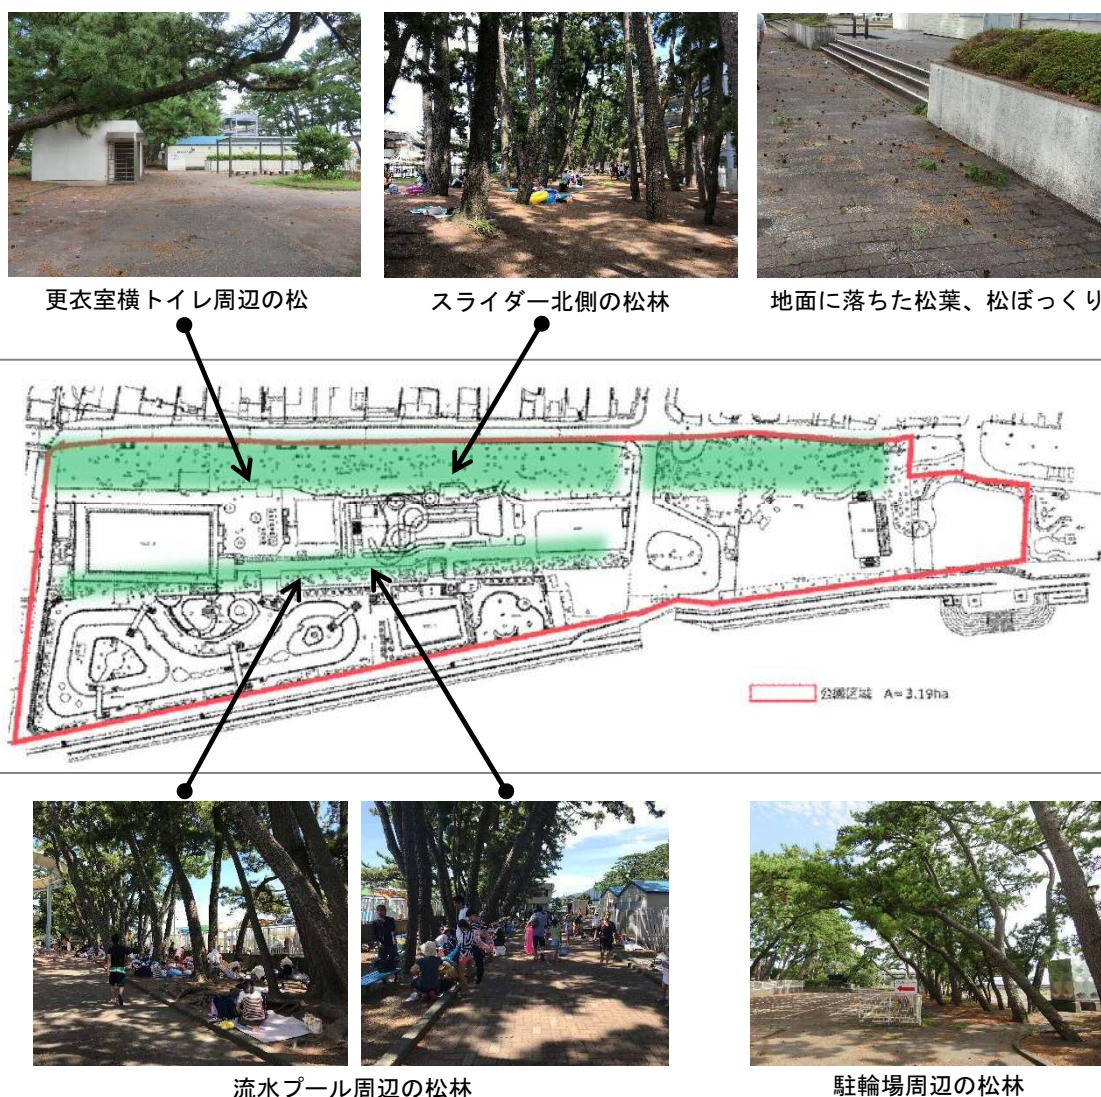 更衣室横トイレ周辺の松
スライダー北側の松林
地面に落ちた松葉、松ぼっくり
公園区域 A=3.19ha
流水プール周辺の松林
駐輪場周辺の松林